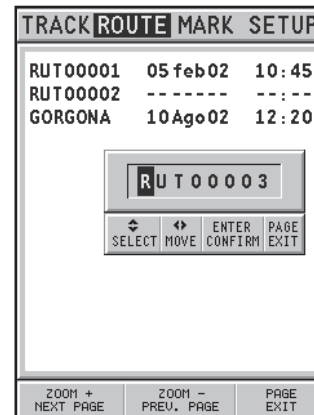 TRACK ROUTE MARK SETUP
RUT00001 05feb02 10:45
RUT00002 ------- --:--
GORGONA 10Ago02 12:20
RUT00003
SELECT MOVE ENTER CONFIRM PAGE EXIT
ZOOM + NEXT PAGE ZOOM - PREV. PAGE PAGE EXIT